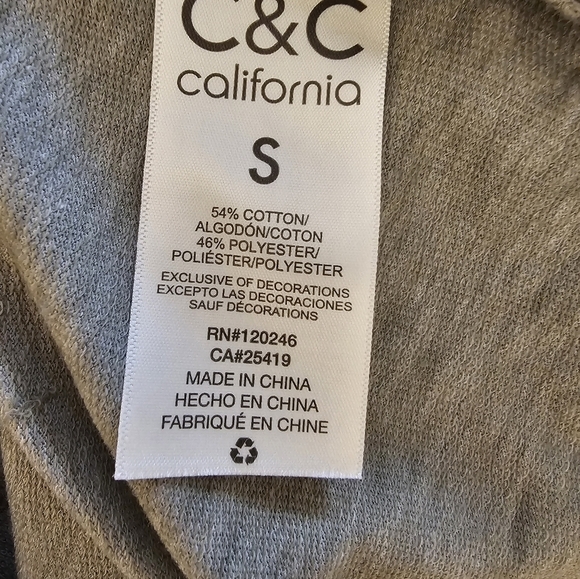 C&C
california
S
54% COTTON/
ALGODÓN/COTON
46% POLYESTER/
POLIÉSTER/POLYESTER
EXCLUSIVE OF DECORATIONS
EXCEPTO LAS DECORACIONES
SAUF DÉCORATIONS
RN#120246
CA#25419
MADE IN CHINA
HECHO EN CHINA
FABRIQUÉ EN CHINE